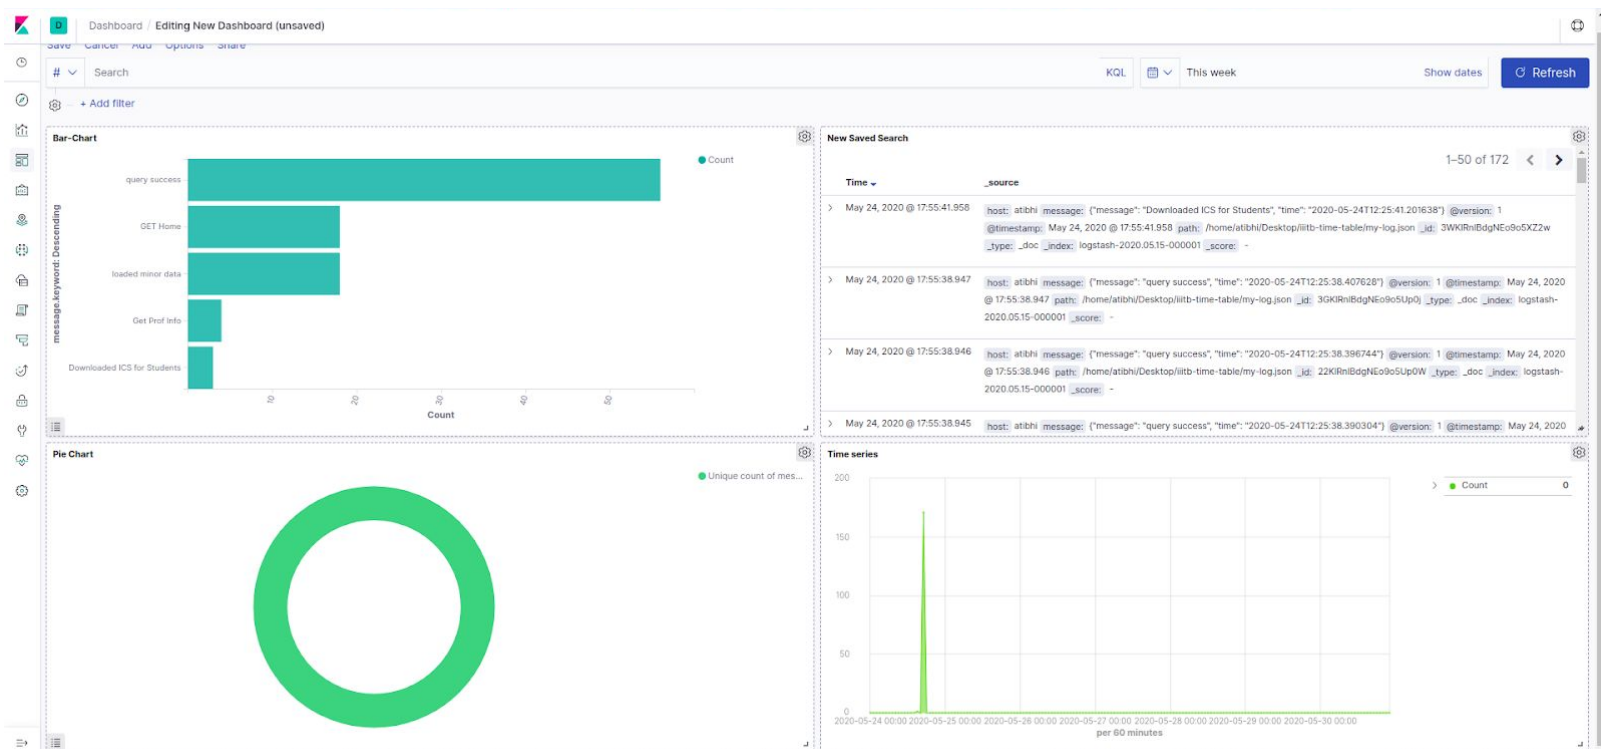 D Dashboard / Editing New Dashboard (unsaved)
Save Cancel Add Options Share
# Search KQL This week Show dates Refresh
+ Add filter
Bar-Chart
Count
query success
GET Home
loaded minor data
Get Prof Info
Downloaded ICS for Students
message.keyword: Descending
10 20 30 40 50
Count
New Saved Search
1–50 of 172
Time _source
May 24, 2020 @ 17:55:41.958 host: atibhi message: {"message": "Downloaded ICS for Students", "time": "2020-05-24T12:25:41.201638"} @version: 1
@timestamp: May 24, 2020 @ 17:55:41.958 path: /home/atibhi/Desktop/iiitb-time-table/my-log.json _id: 3WKlRnIBdgNEo9o5XZ2w
_type: _doc _index: logstash-2020.05.15-000001 _score: -
May 24, 2020 @ 17:55:38.947 host: atibhi message: {"message": "query success", "time": "2020-05-24T12:25:38.407628"} @version: 1 @timestamp: May 24, 2020
@ 17:55:38.947 path: /home/atibhi/Desktop/iiitb-time-table/my-log.json _id: 3GKlRnIBdgNEo9o5Up0j _type: _doc _index: logstash-
2020.05.15-000001 _score: -
May 24, 2020 @ 17:55:38.946 host: atibhi message: {"message": "query success", "time": "2020-05-24T12:25:38.396744"} @version: 1 @timestamp: May 24, 2020
@ 17:55:38.946 path: /home/atibhi/Desktop/iiitb-time-table/my-log.json _id: 22KlRnIBdgNEo9o5Up0W _type: _doc _index: logstash-
2020.05.15-000001 _score: -
May 24, 2020 @ 17:55:38.945 host: atibhi message: {"message": "query success", "time": "2020-05-24T12:25:38.390304"} @version: 1 @timestamp: May 24, 2020
Pie Chart
Unique count of mes...
Time series
200
150
100
50
0
2020-05-24 00:00 2020-05-25 00:00 2020-05-26 00:00 2020-05-27 00:00 2020-05-28 00:00 2020-05-29 00:00 2020-05-30 00:00
per 60 minutes
Count 0